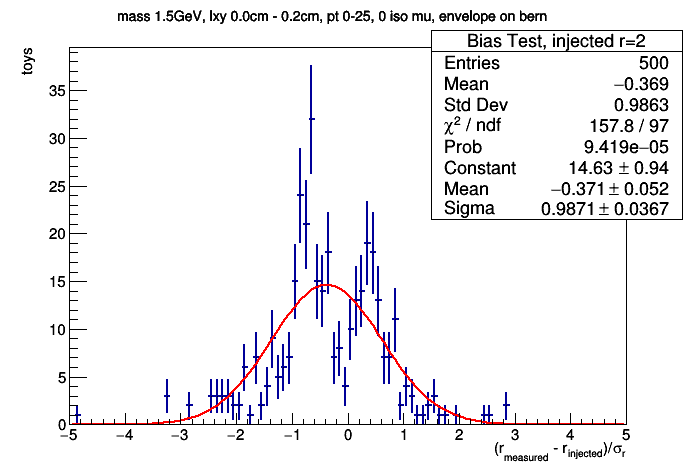 mass 1.5GeV, lxy 0.0cm - 0.2cm, pt 0-25, 0 iso mu, envelope on bern
Bias Test, injected r=2
Entries 500
Mean −0.369
Std Dev 0.9863
χ² / ndf 157.8 / 97
Prob 9.419e−05
Constant 14.63 ± 0.94
Mean −0.371 ± 0.052
Sigma 0.9871 ± 0.0367
toys
35
30
25
20
15
10
5
0
−5 −4 −3 −2 −1 0 1 2 3 4 5
(r_measured - r_injected)/σ_r